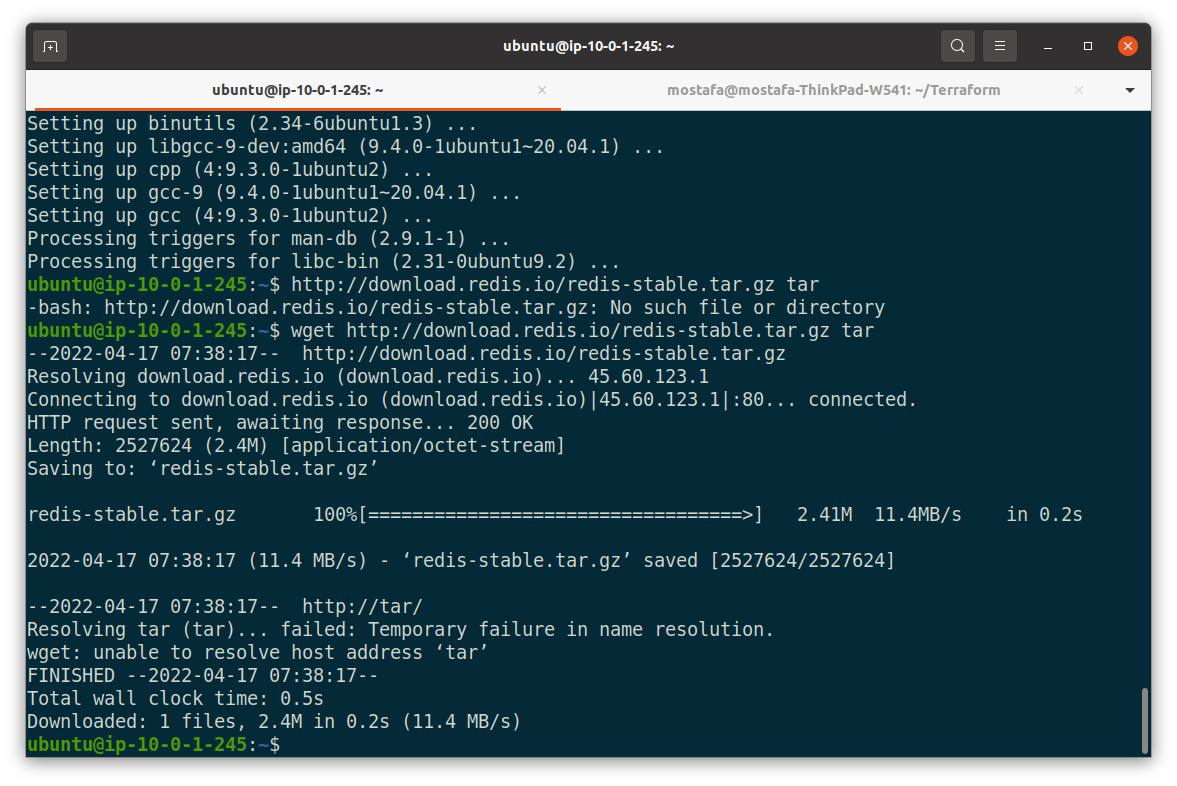 ubuntu@ip-10-0-1-245: ~
ubuntu@ip-10-0-1-245: ~
mostafa@mostafa-ThinkPad-W541: ~/Terraform
Setting up binutils (2.34-6ubuntu1.3) ...
Setting up libgcc-9-dev:amd64 (9.4.0-1ubuntu1~20.04.1) ...
Setting up cpp (4:9.3.0-1ubuntu2) ...
Setting up gcc-9 (9.4.0-1ubuntu1~20.04.1) ...
Setting up gcc (4:9.3.0-1ubuntu2) ...
Processing triggers for man-db (2.9.1-1) ...
Processing triggers for libc-bin (2.31-0ubuntu9.2) ...
ubuntu@ip-10-0-1-245:~$ http://download.redis.io/redis-stable.tar.gz tar
-bash: http://download.redis.io/redis-stable.tar.gz: No such file or directory
ubuntu@ip-10-0-1-245:~$ wget http://download.redis.io/redis-stable.tar.gz tar
--2022-04-17 07:38:17--  http://download.redis.io/redis-stable.tar.gz
Resolving download.redis.io (download.redis.io)... 45.60.123.1
Connecting to download.redis.io (download.redis.io)|45.60.123.1|:80... connected.
HTTP request sent, awaiting response... 200 OK
Length: 2527624 (2.4M) [application/octet-stream]
Saving to: ‘redis-stable.tar.gz’
redis-stable.tar.gz       100%[==================================>]   2.41M  11.4MB/s    in 0.2s
2022-04-17 07:38:17 (11.4 MB/s) - ‘redis-stable.tar.gz’ saved [2527624/2527624]
--2022-04-17 07:38:17--  http://tar/
Resolving tar (tar)... failed: Temporary failure in name resolution.
wget: unable to resolve host address ‘tar’
FINISHED --2022-04-17 07:38:17--
Total wall clock time: 0.5s
Downloaded: 1 files, 2.4M in 0.2s (11.4 MB/s)
ubuntu@ip-10-0-1-245:~$